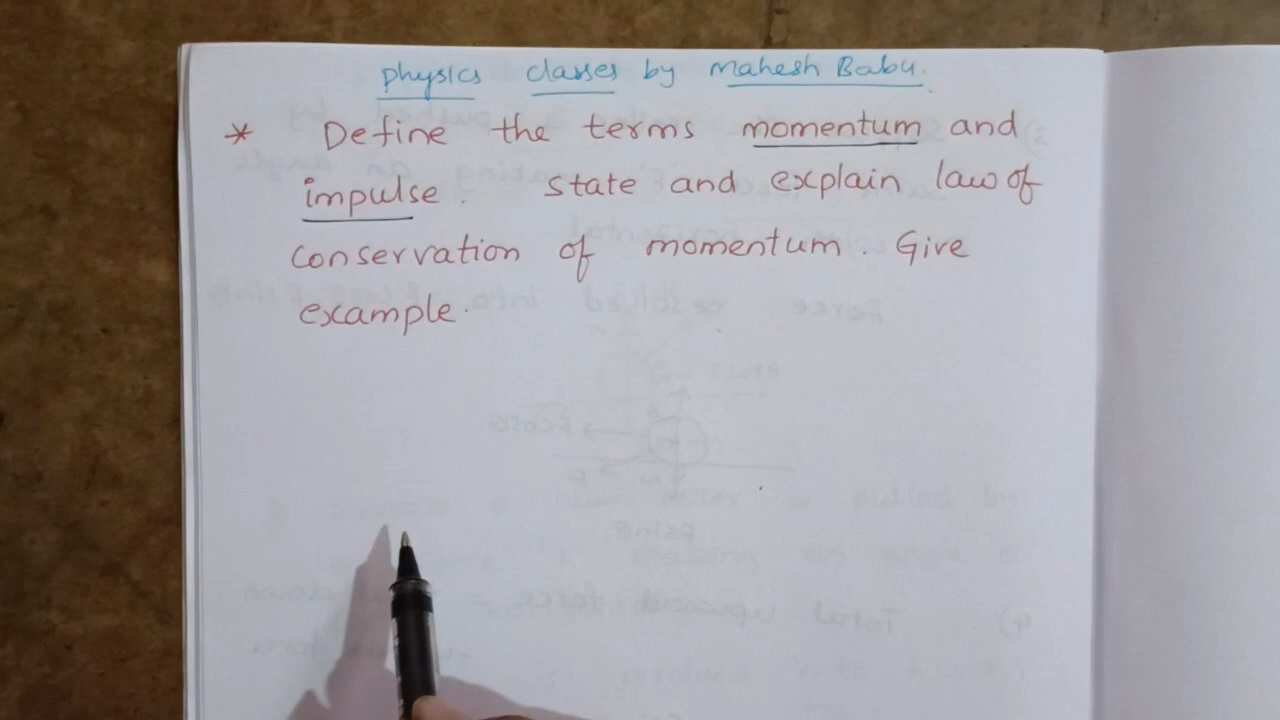 physics classes by mahesh Babu.
* Define the terms momentum and
impulse. state and explain law of
conservation of momentum. Give
example.